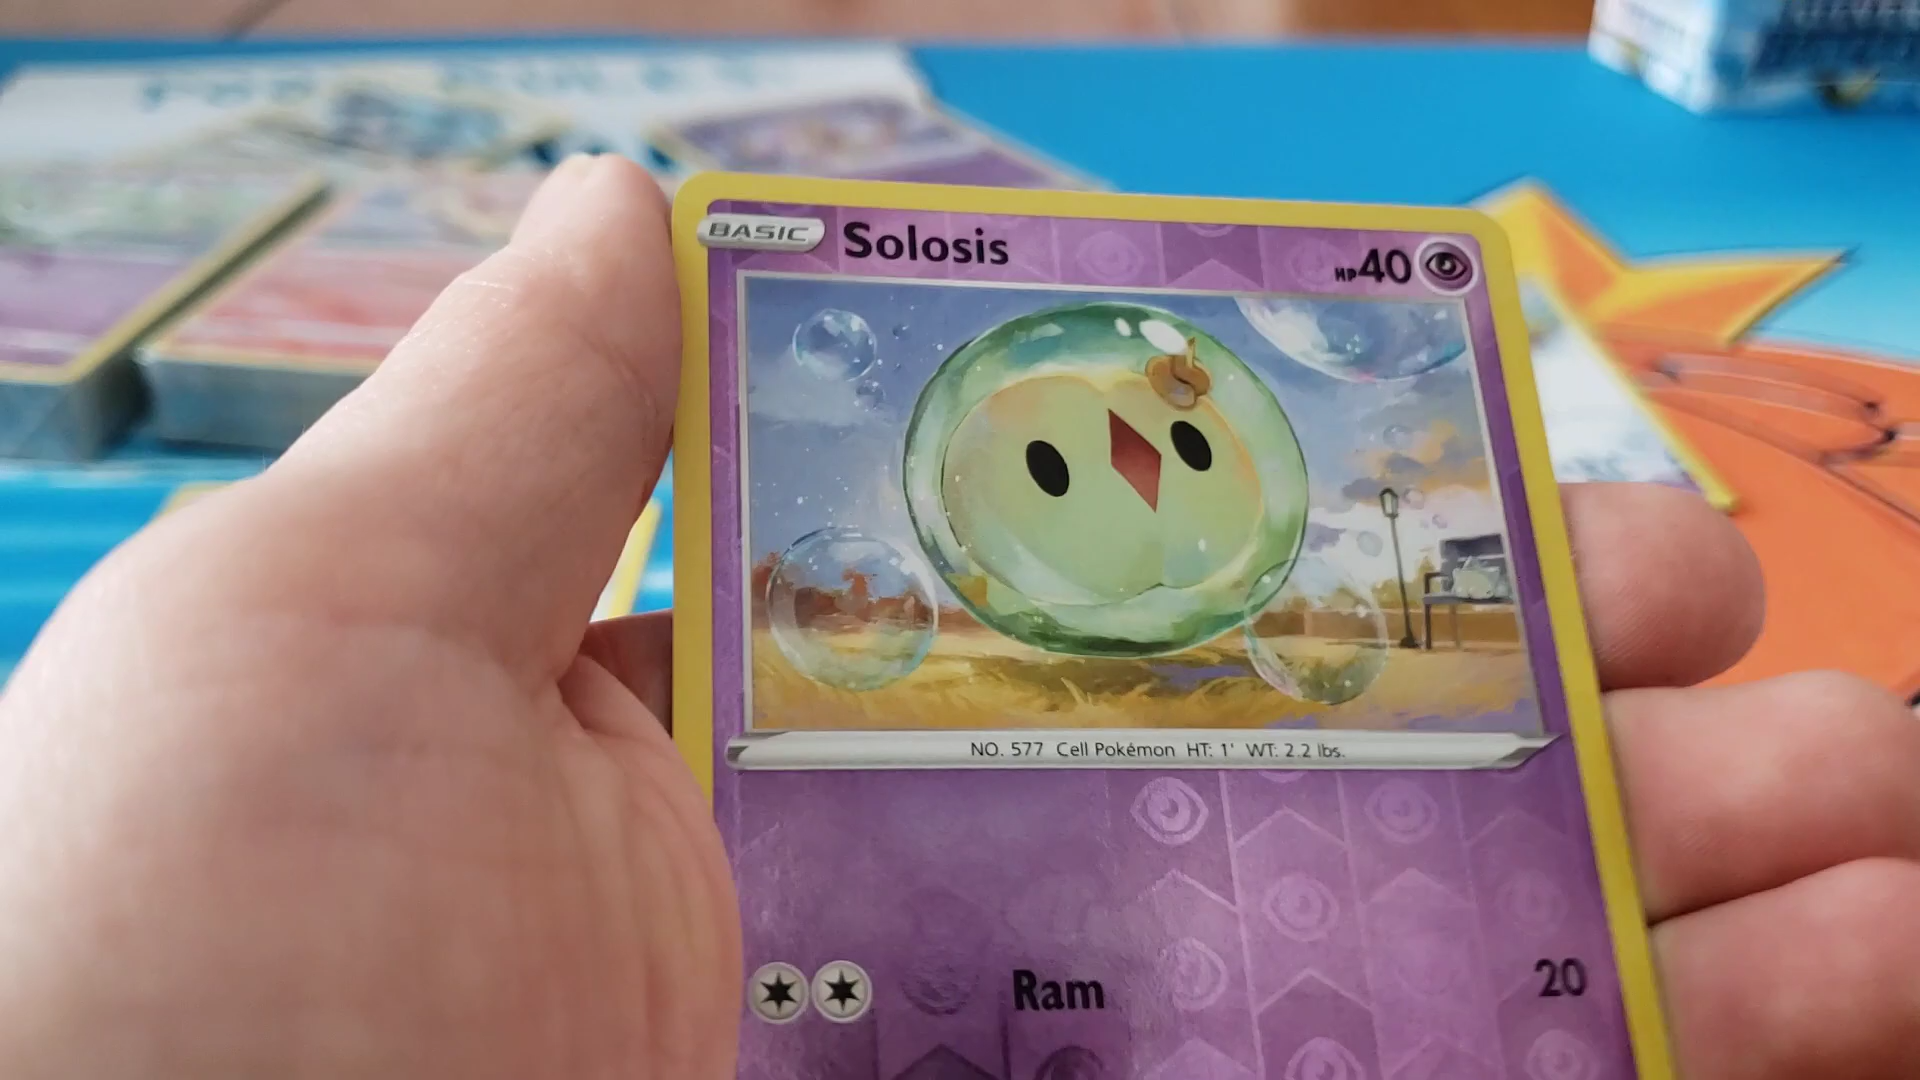 BASIC Solosis HP40
NO. 577 Cell Pokémon HT: 1' WT: 2.2 lbs.
Ram 20